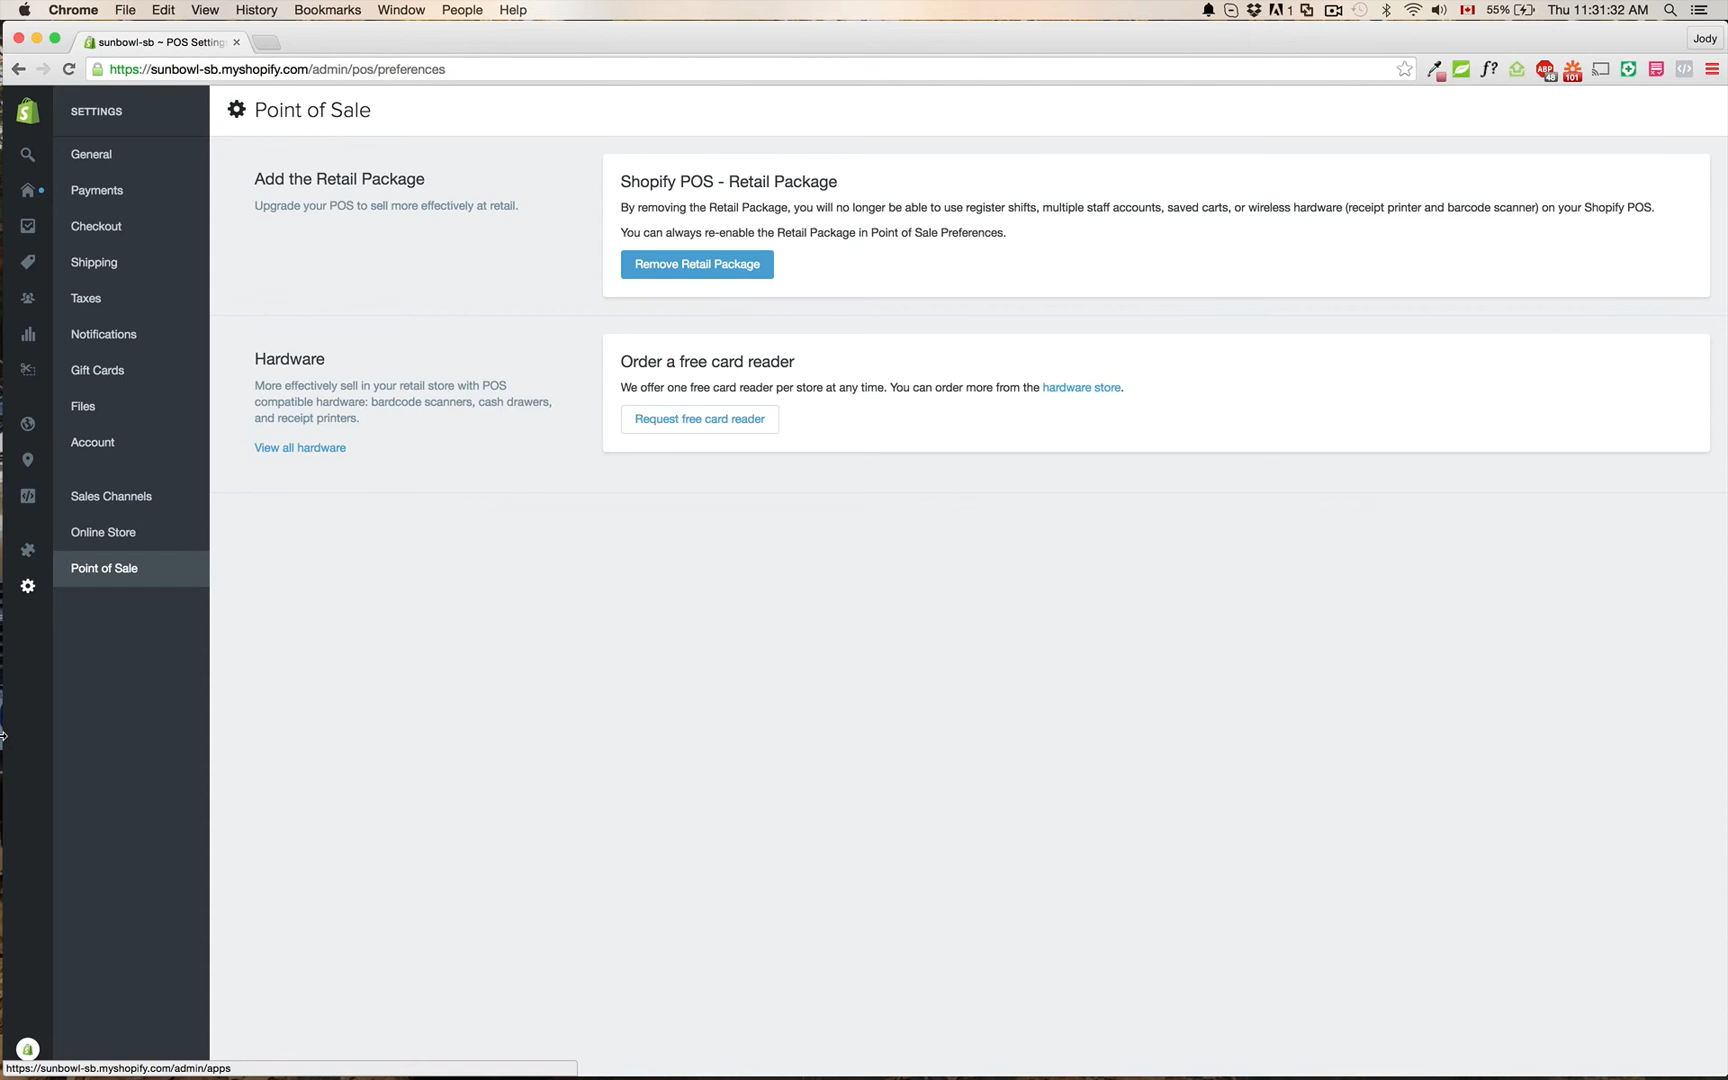 Chrome File Edit View History Bookmarks Window People Help 1 55% Thu 11:31:32 AM
sunbowl-sb ~ POS Setting Jody
https://sunbowl-sb.myshopify.com/admin/pos/preferences f? ABP 48 101
SETTINGS
General
Payments
Checkout
Shipping
Taxes
Notifications
Gift Cards
Files
Account
Sales Channels
Online Store
Point of Sale
Point of Sale
Add the Retail Package
Upgrade your POS to sell more effectively at retail.
Shopify POS - Retail Package
By removing the Retail Package, you will no longer be able to use register shifts, multiple staff accounts, saved carts, or wireless hardware (receipt printer and barcode scanner) on your Shopify POS.
You can always re-enable the Retail Package in Point of Sale Preferences.
Remove Retail Package
Hardware
More effectively sell in your retail store with POS
compatible hardware: bardcode scanners, cash drawers,
and receipt printers.
View all hardware
Order a free card reader
We offer one free card reader per store at any time. You can order more from the hardware store.
Request free card reader
https://sunbowl-sb.myshopify.com/admin/apps